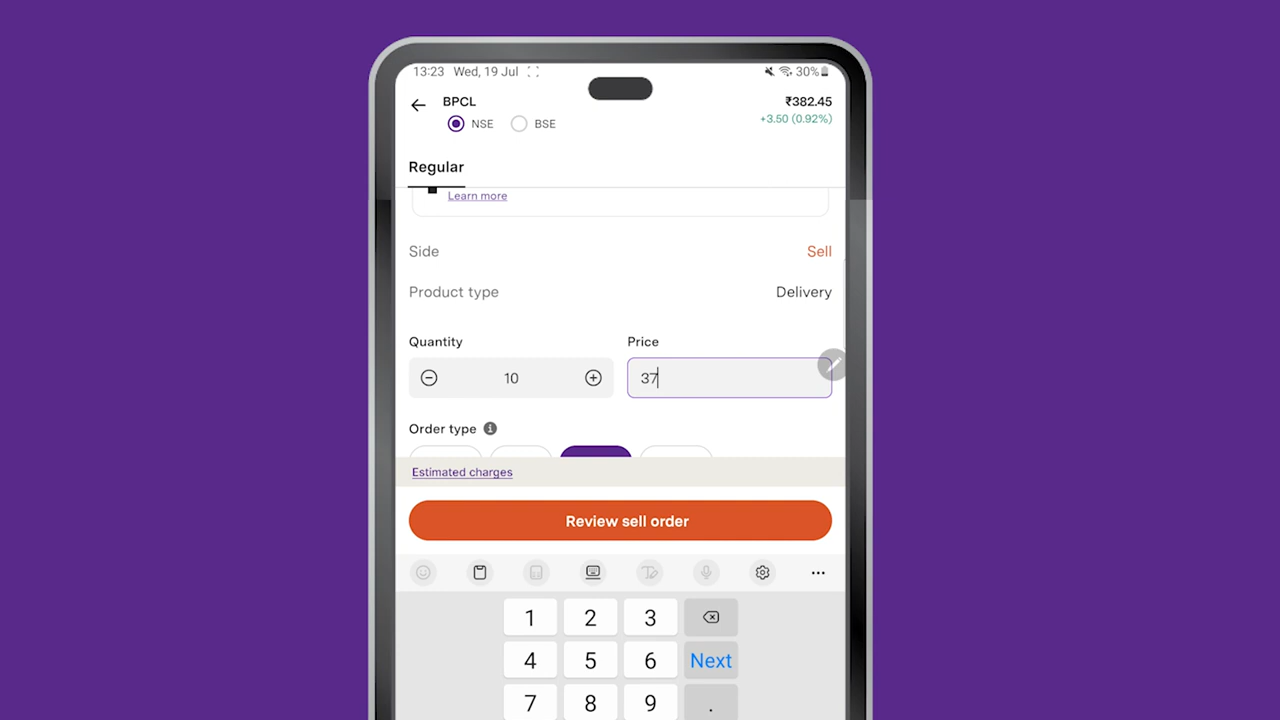 13:23 Wed, 19 Jul 30%
BPCL ₹382.45
NSE BSE +3.50 (0.92%)
Regular
Learn more
Side Sell
Product type Delivery
Quantity Price
10 37
Order type
Estimated charges
Review sell order
1 2 3
4 5 6 Next
7 8 9 .